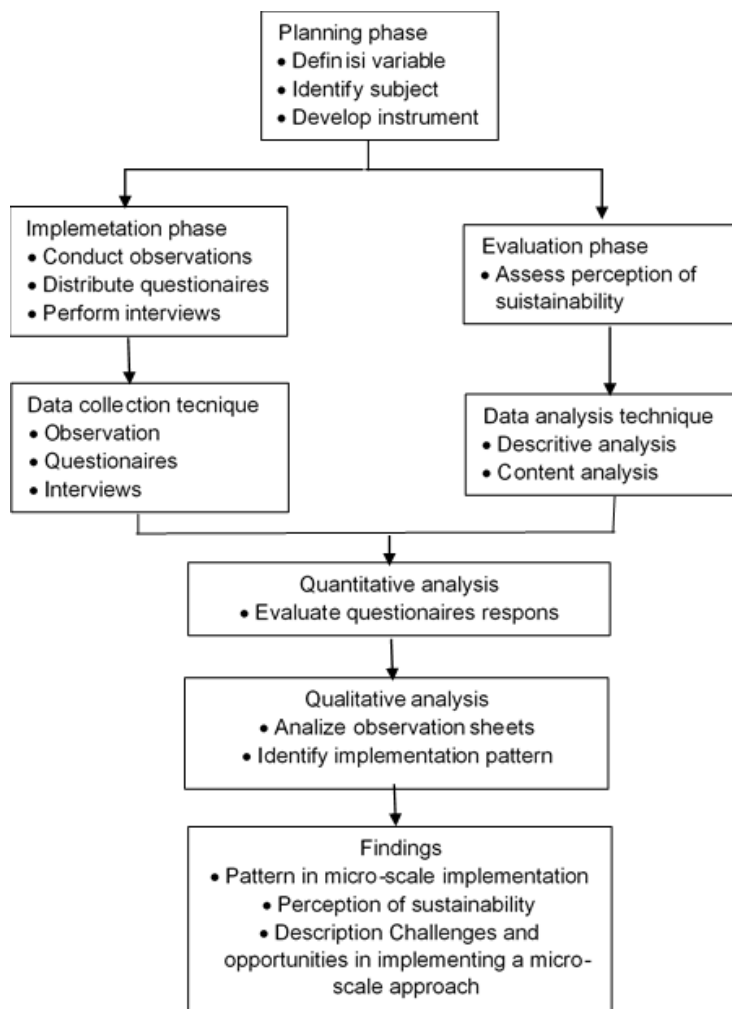 Planning phase
• Definisi variable
• Identify subject
• Develop instrument
Implemetation phase
• Conduct observations
• Distribute questionaires
• Perform interviews
Evaluation phase
• Assess perception of
suistainability
Data collection tecnique
• Observation
• Questionaires
• Interviews
Data analysis technique
• Descritive analysis
• Content analysis
Quantitative analysis
• Evaluate questionaires respons
Qualitative analysis
• Analize observation sheets
• Identify implementation pattern
Findings
• Pattern in micro-scale implementation
• Perception of sustainability
• Description Challenges and
opportunities in implementing a micro-
scale approach